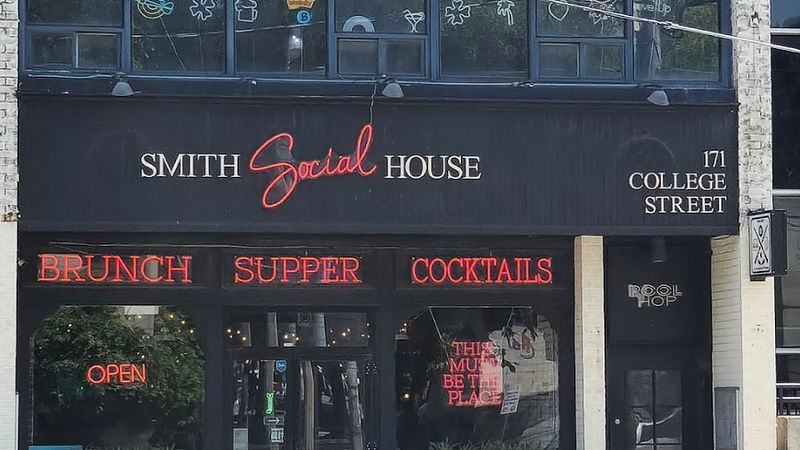 SMITH Social HOUSE
171
COLLEGE
STREET
BRUNCH SUPPER COCKTAILS
POOL
HOP
OPEN
THIS
MUST
BE THE
PLACE